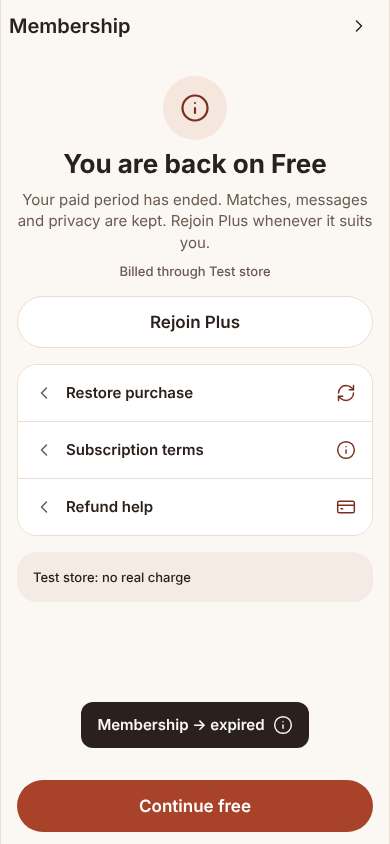 Membership
You are back on Free
Your paid period has ended. Matches, messages
and privacy are kept. Rejoin Plus whenever it suits
you.
Billed through Test store
Rejoin Plus
Restore purchase
Subscription terms
Refund help
Test store: no real charge
Membership → expired
Continue free